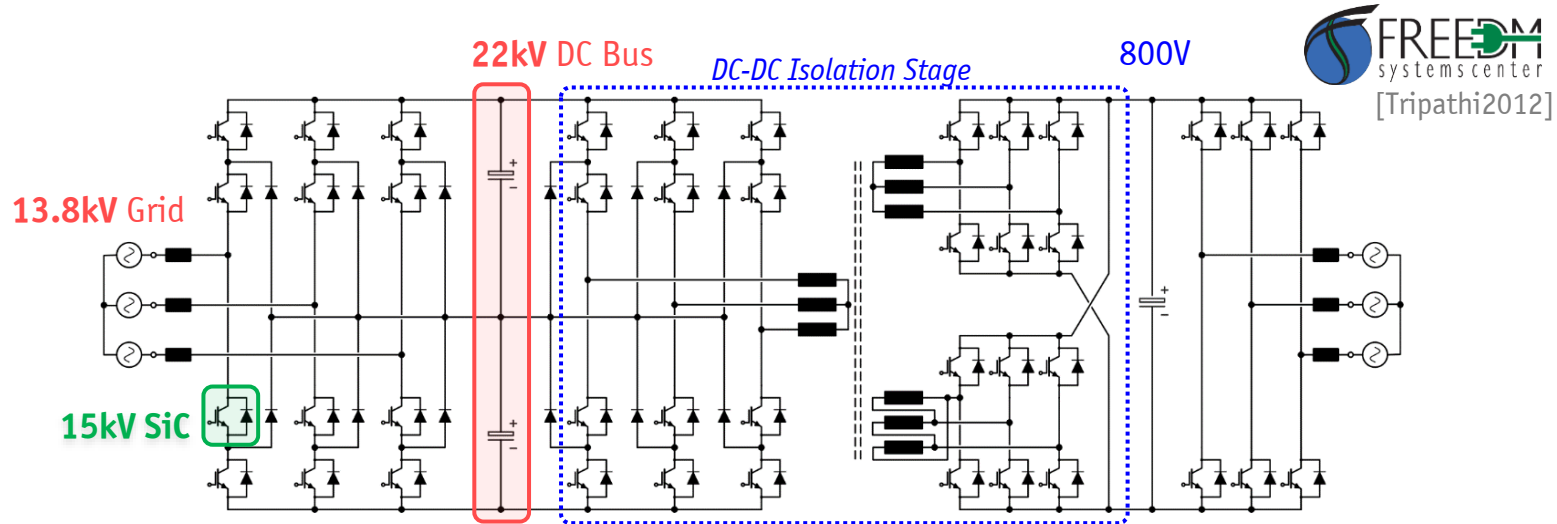 22kV DC Bus
DC-DC Isolation Stage
800V
FREEDM
systems center
[Tripathi2012]
13.8kV Grid
15kV SiC
+
−
+
−
+
−